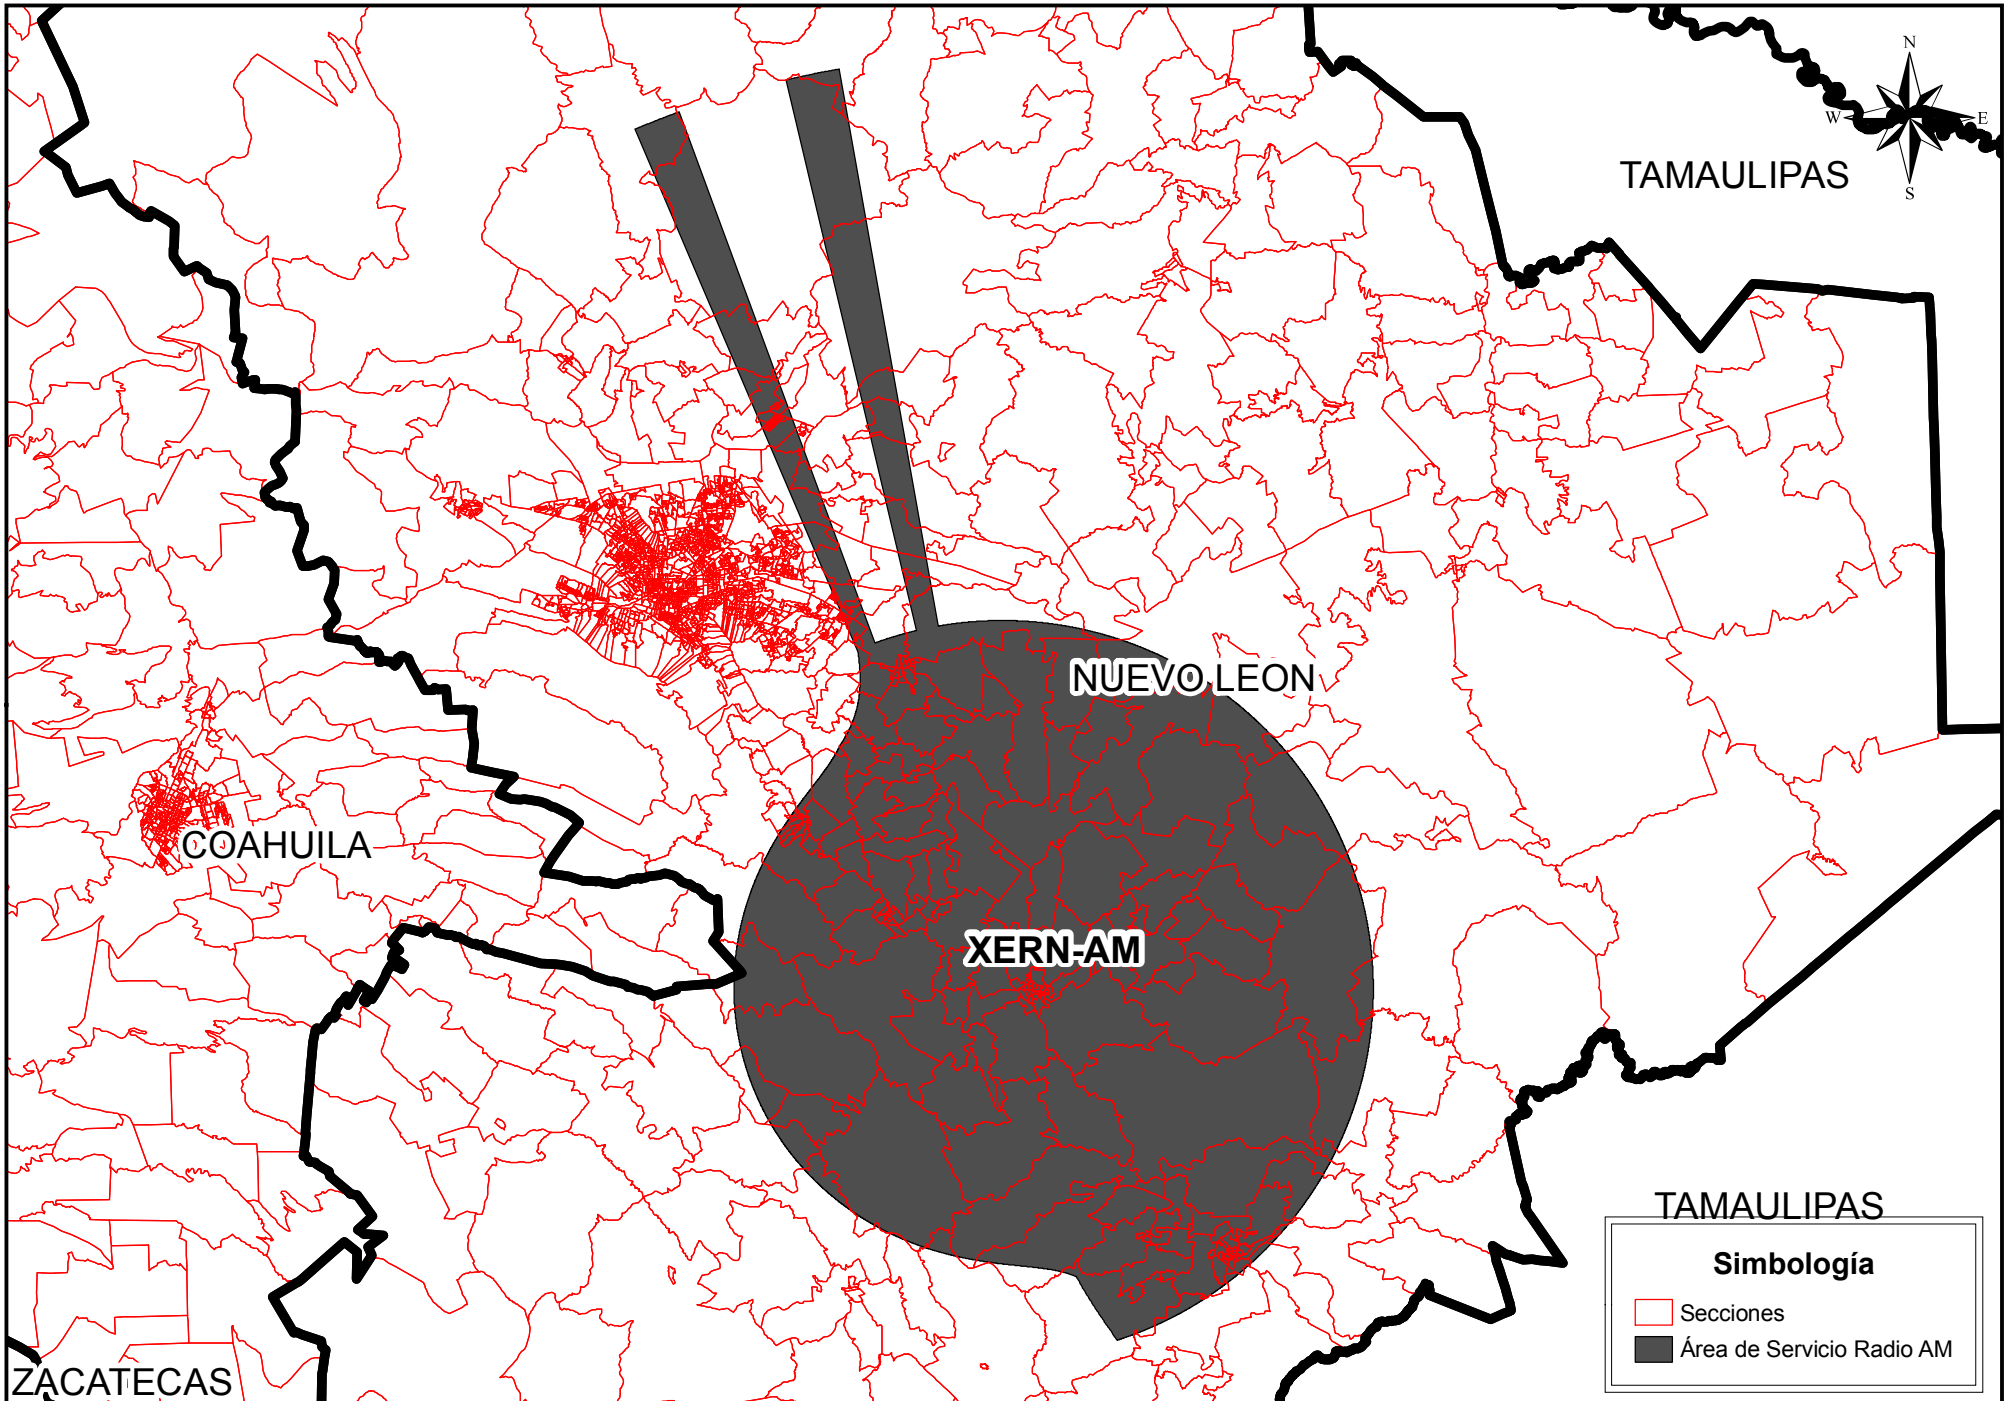 N
W E
S
TAMAULIPAS
NUEVO LEON
COAHUILA
XERN-AM
TAMAULIPAS
Simbología
Secciones
Área de Servicio Radio AM
ZACATECAS